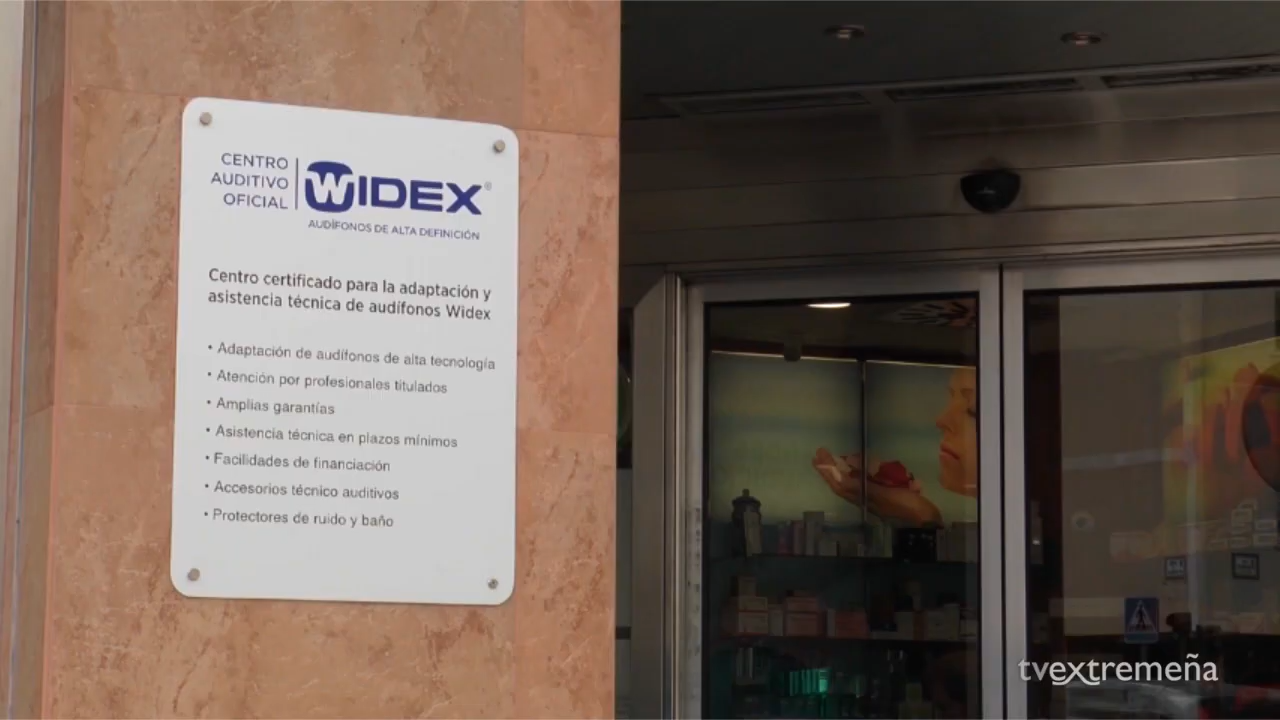 CENTRO
AUDITIVO
OFICIAL
WIDEX®
AUDÍFONOS DE ALTA DEFINICIÓN
Centro certificado para la adaptación y
asistencia técnica de audífonos Widex
• Adaptación de audífonos de alta tecnología
• Atención por profesionales titulados
• Amplias garantías
• Asistencia técnica en plazos mínimos
• Facilidades de financiación
• Accesorios técnico auditivos
• Protectores de ruido y baño
tvextremeña